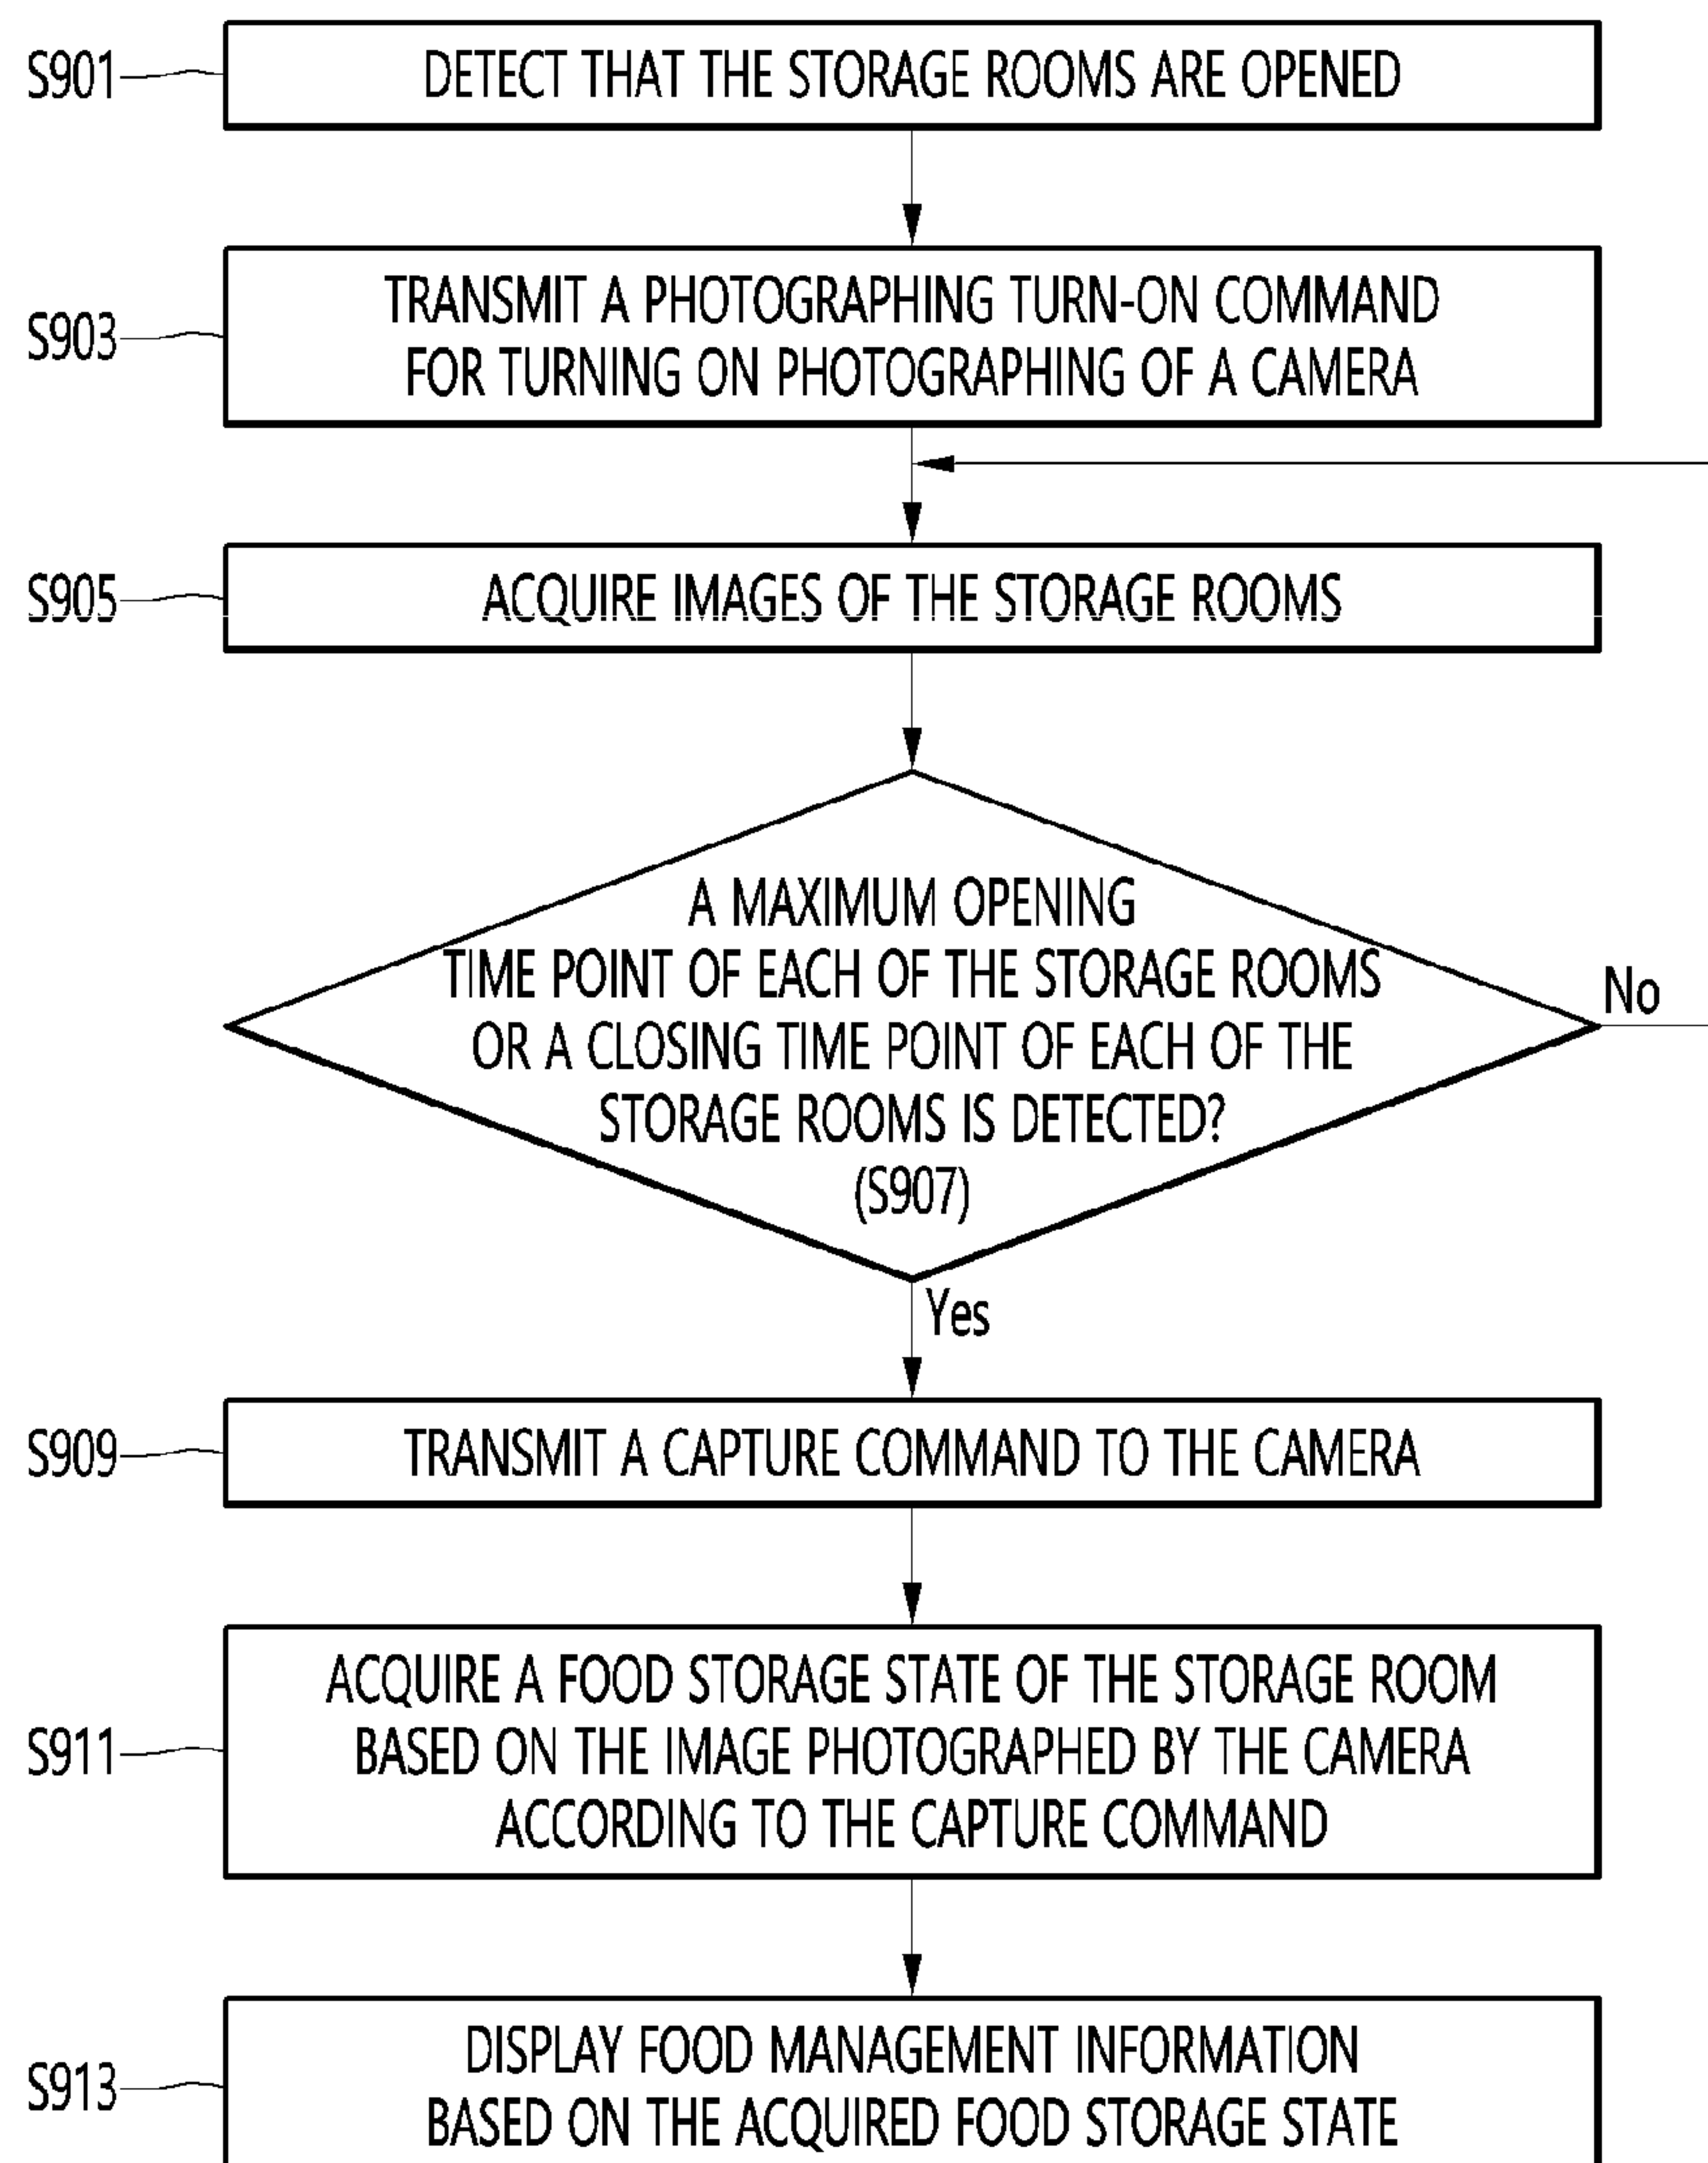 S901
DETECT THAT THE STORAGE ROOMS ARE OPENED
S903
TRANSMIT A PHOTOGRAPHING TURN-ON COMMAND
FOR TURNING ON PHOTOGRAPHING OF A CAMERA
S905
ACQUIRE IMAGES OF THE STORAGE ROOMS
A MAXIMUM OPENING
TIME POINT OF EACH OF THE STORAGE ROOMS
OR A CLOSING TIME POINT OF EACH OF THE
STORAGE ROOMS IS DETECTED?
(S907)
No
Yes
S909
TRANSMIT A CAPTURE COMMAND TO THE CAMERA
S911
ACQUIRE A FOOD STORAGE STATE OF THE STORAGE ROOM
BASED ON THE IMAGE PHOTOGRAPHED BY THE CAMERA
ACCORDING TO THE CAPTURE COMMAND
S913
DISPLAY FOOD MANAGEMENT INFORMATION
BASED ON THE ACQUIRED FOOD STORAGE STATE